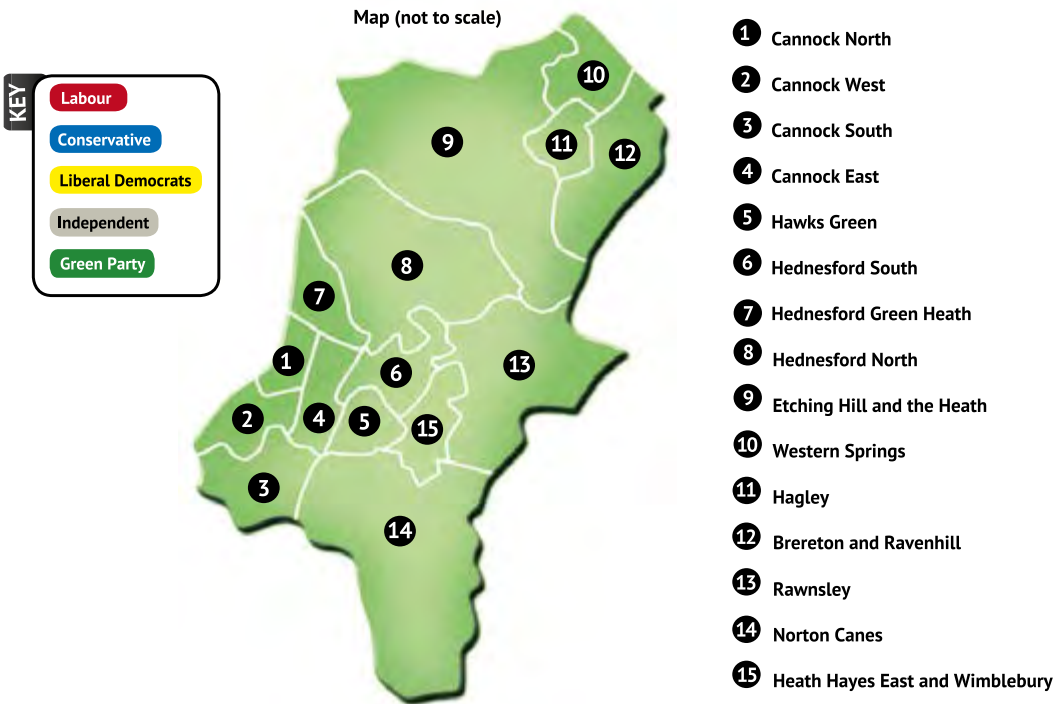 Map (not to scale)
KEY
Labour
Conservative
Liberal Democrats
Independent
Green Party
10
9
11
12
8
7
1
6
13
2
4
5
15
3
14
1 Cannock North
2 Cannock West
3 Cannock South
4 Cannock East
5 Hawks Green
6 Hednesford South
7 Hednesford Green Heath
8 Hednesford North
9 Etching Hill and the Heath
10 Western Springs
11 Hagley
12 Brereton and Ravenhill
13 Rawnsley
14 Norton Canes
15 Heath Hayes East and Wimblebury